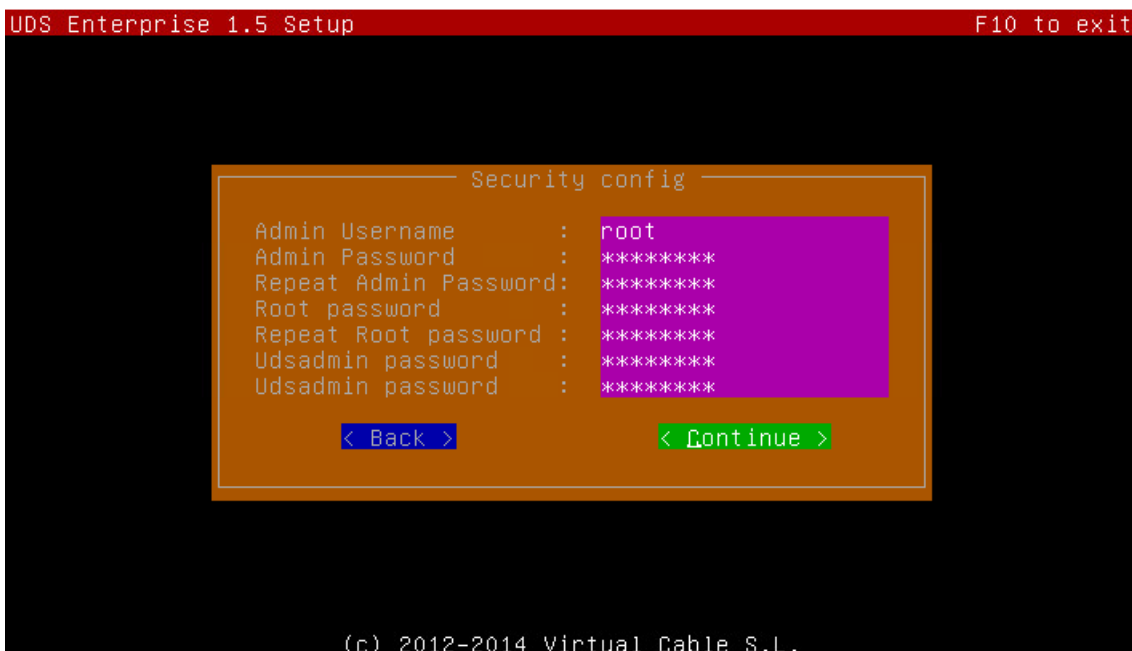 UDS Enterprise 1.5 Setup F10 to exit
Security config
Admin Username : root
Admin Password : ********
Repeat Admin Password: ********
Root password : ********
Repeat Root password : ********
Udsadmin password : ********
Udsadmin password : ********
< Back > < Continue >
(c) 2012-2014 Virtual Cable S.L.